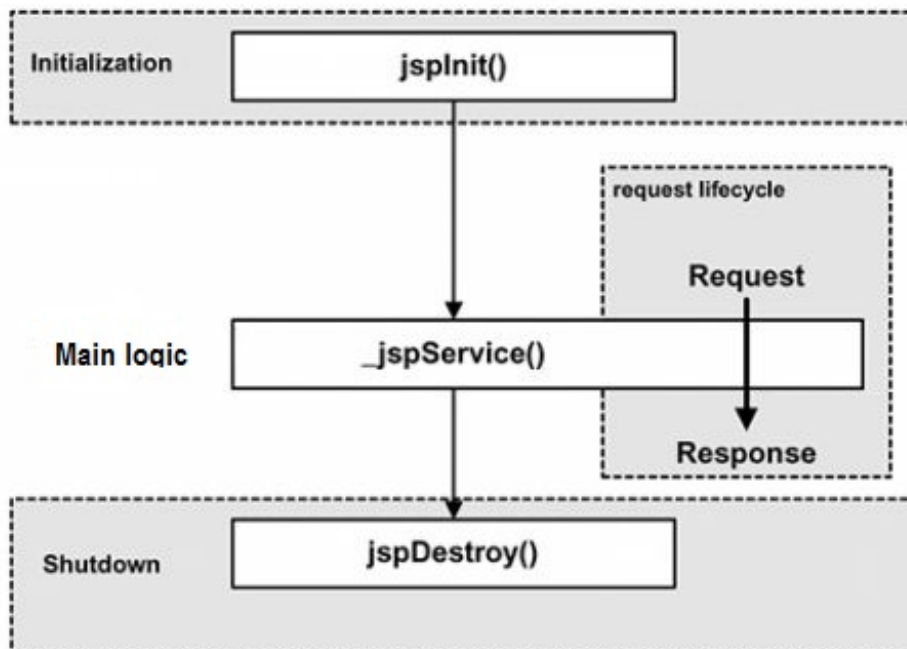 Initialization
jspInit()
request lifecycle
Request
Main logic
_jspService()
Response
Shutdown
jspDestroy()